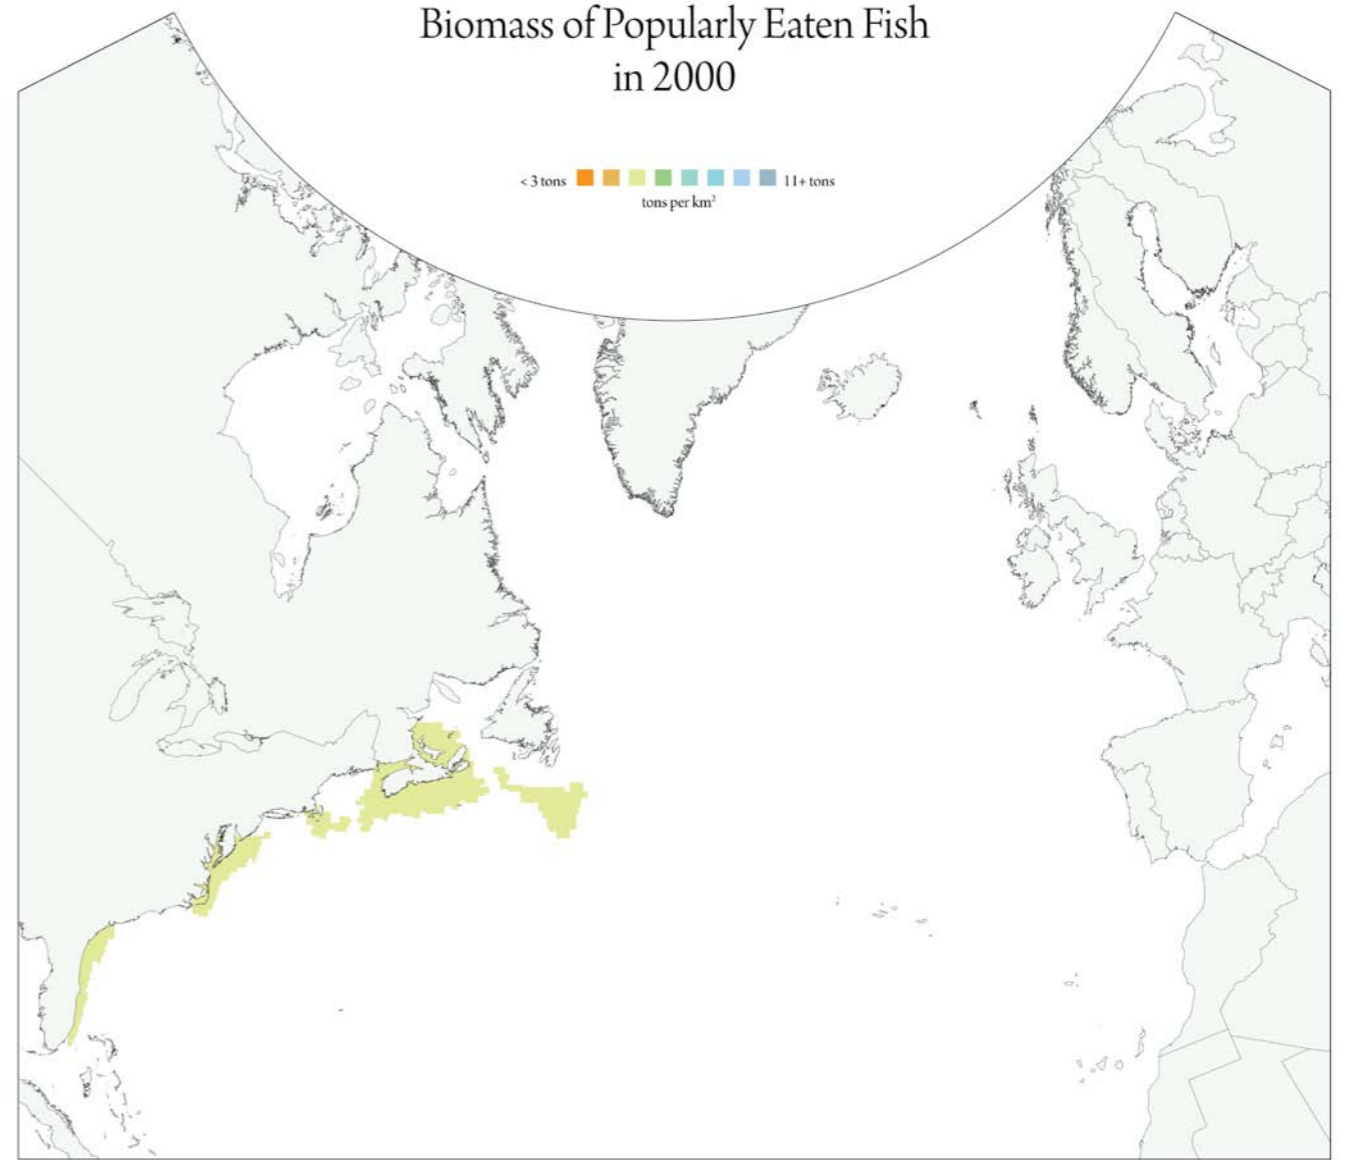 Biomass of Popularly Eaten Fish
in 2000
< 3 tons 11+ tons
tons per km²